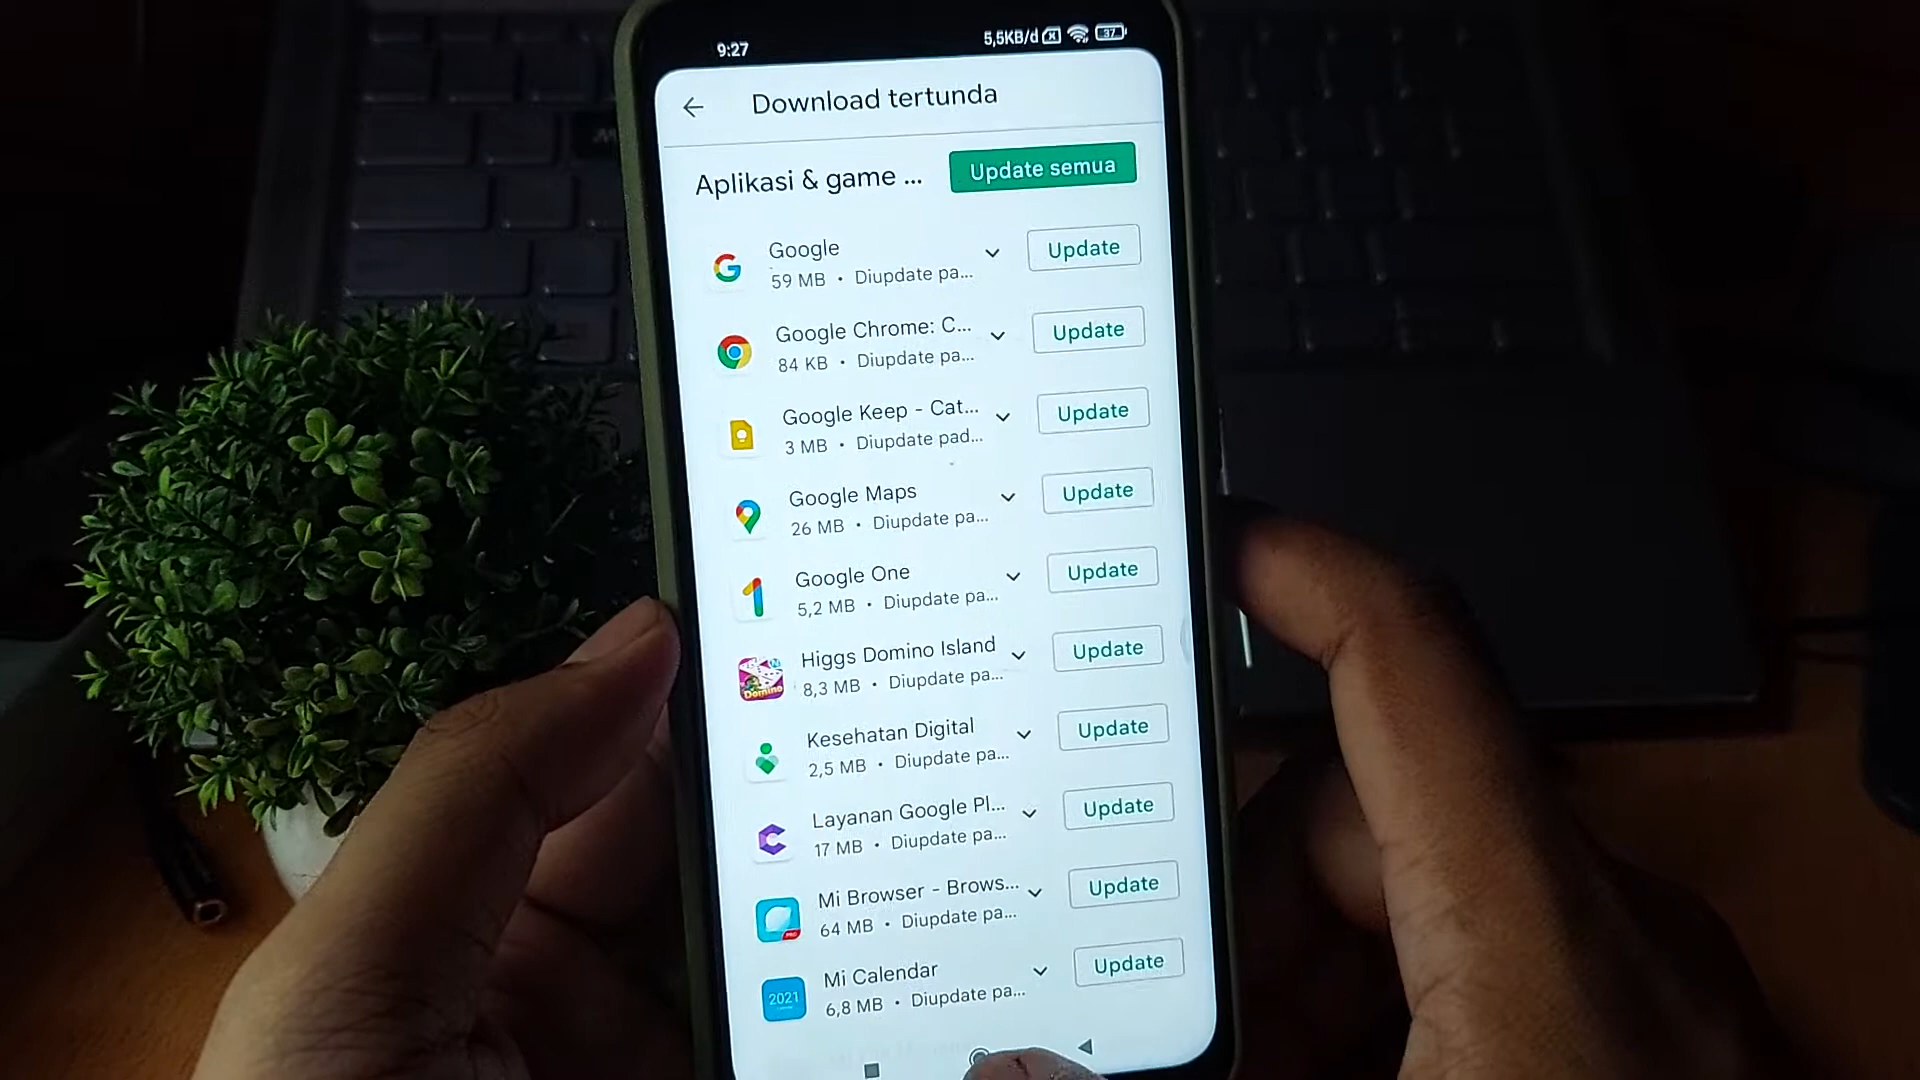 9:27
5,5KB/d
37
Download tertunda
Aplikasi & game ...
Update semua
Google
59 MB • Diupdate pa...
Update
Google Chrome: C...
84 KB • Diupdate pa...
Update
Google Keep - Cat...
3 MB • Diupdate pad...
Update
Google Maps
26 MB • Diupdate pa...
Update
Google One
5,2 MB • Diupdate pa...
Update
Higgs Domino Island
8,3 MB • Diupdate pa...
Update
Domino
Kesehatan Digital
2,5 MB • Diupdate pa...
Update
Layanan Google Pl...
17 MB • Diupdate pa...
Update
Mi Browser - Brows...
64 MB • Diupdate pa...
Update
PRO
Mi Calendar
6,8 MB • Diupdate pa...
Update
2021